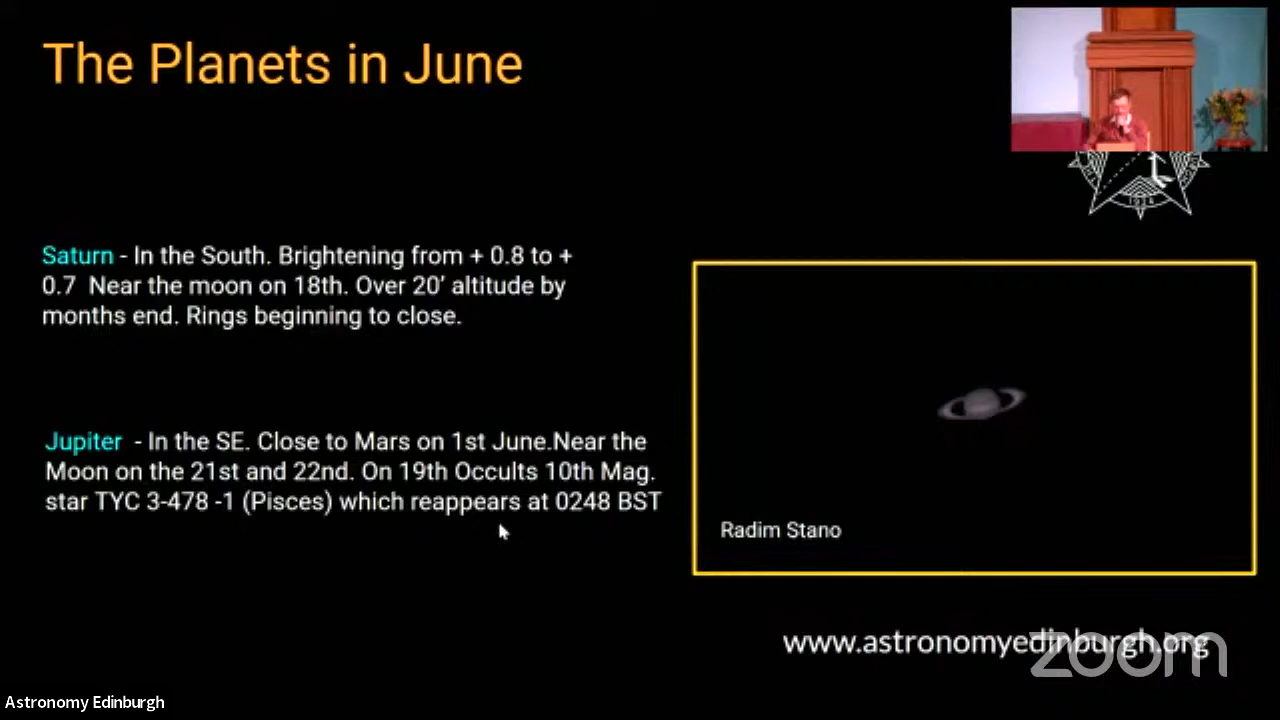 The Planets in June
Saturn - In the South. Brightening from + 0.8 to +
0.7 Near the moon on 18th. Over 20' altitude by
months end. Rings beginning to close.
Jupiter - In the SE. Close to Mars on 1st June.Near the
Moon on the 21st and 22nd. On 19th Occults 10th Mag.
star TYC 3-478 -1 (Pisces) which reappears at 0248 BST
1924
Radim Stano
www.astronomyedinburgh.org
zoom
Astronomy Edinburgh